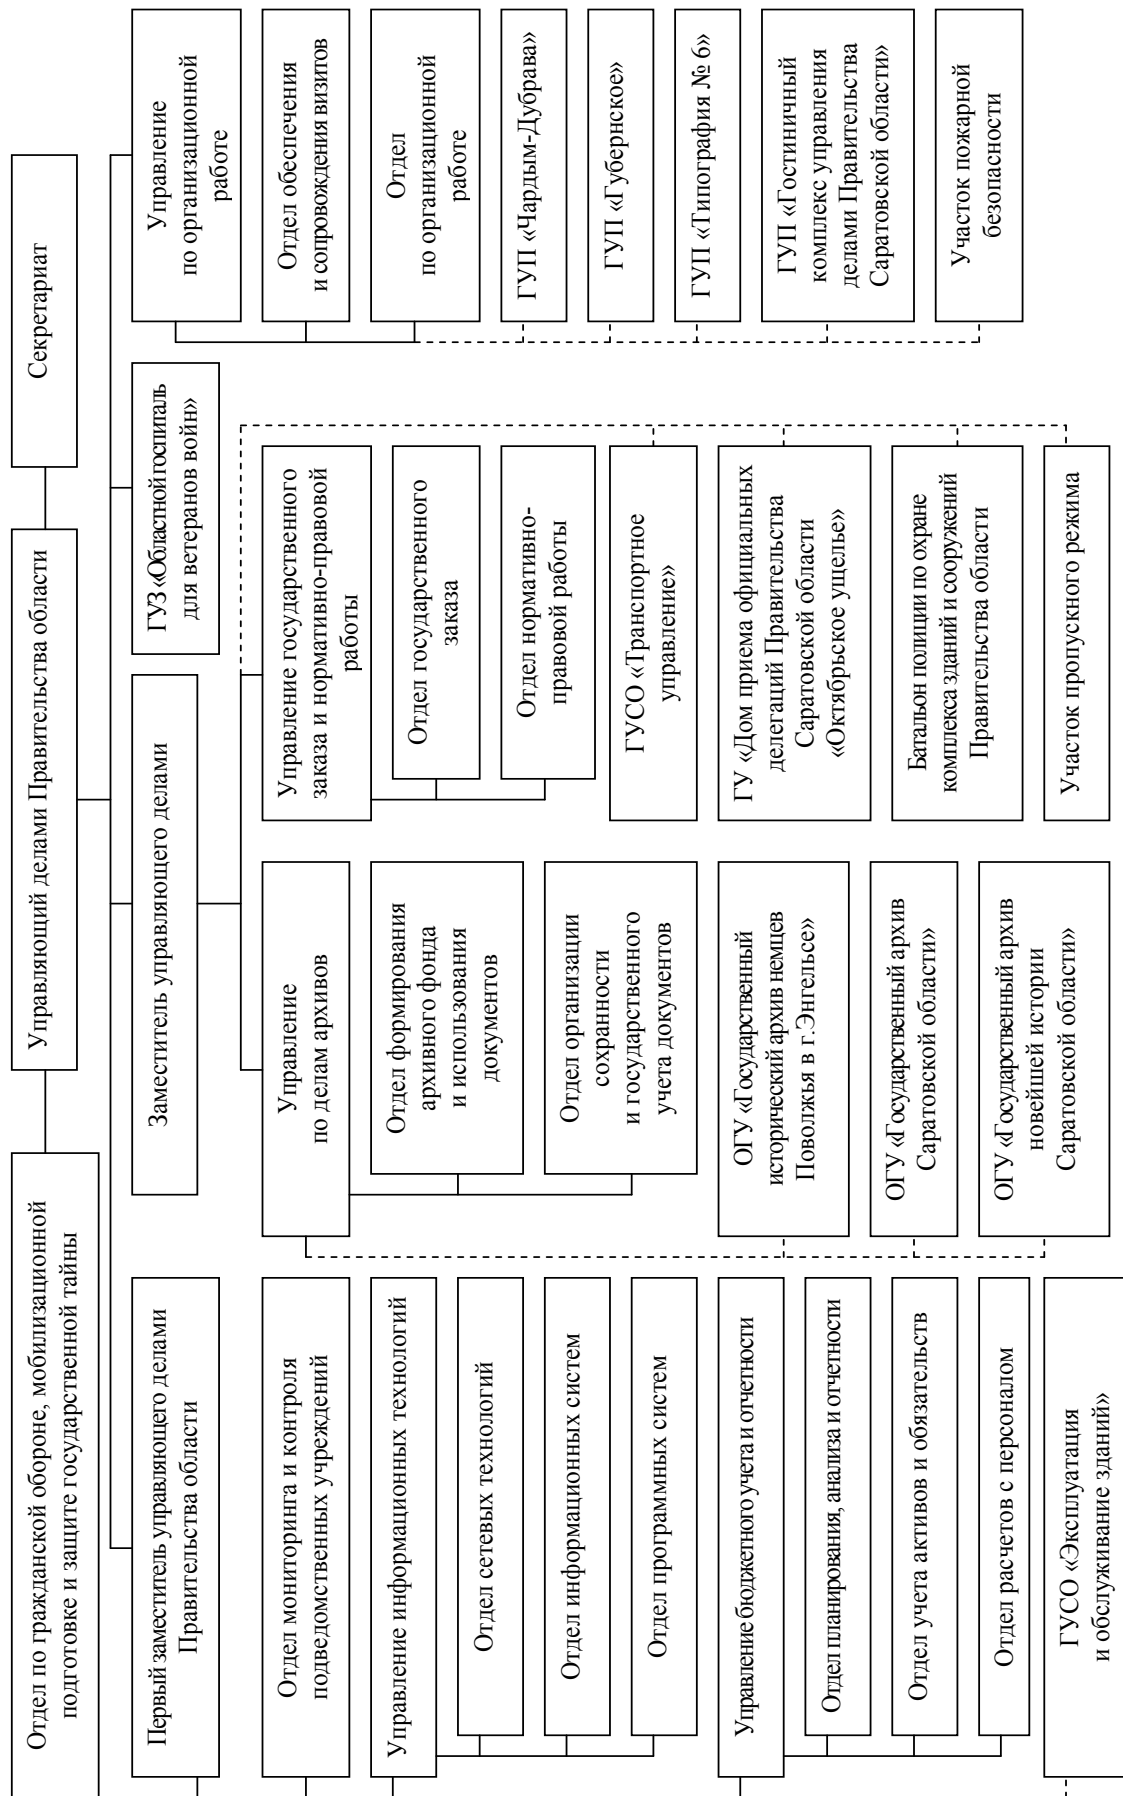 Отдел по гражданской обороне, мобилизационной
подготовке и защите государственной тайны
Управляющий делами Правительства области
Секретариат
Первый заместитель управляющего делами
Правительства области
Заместитель управляющего делами
ГУЗ «Областной госпиталь
для ветеранов войн»
Управление
по организационной
работе
Отдел мониторинга и контроля
подведомственных учреждений
Управление информационных технологий
Отдел сетевых технологий
Отдел информационных систем
Отдел программных систем
Управление бюджетного учета и отчетности
Отдел планирования, анализа и отчетности
Отдел учета активов и обязательств
Отдел расчетов с персоналом
ГУСО «Эксплуатация
и обслуживание зданий»
Управление
по делам архивов
Отдел формирования
архивного фонда
и использования
документов
Отдел организации
сохранности
и государственного
учета документов
ОГУ «Государственный
исторический архив немцев
Поволжья в г.Энгельсе»
ОГУ «Государственный архив
Саратовской области»
ОГУ «Государственный архив
новейшей истории
Саратовской области»
Управление государственного
заказа и нормативно-правовой
работы
Отдел государственного
заказа
Отдел нормативно-
правовой работы
ГУСО «Транспортное
управление»
ГУ «Дом приема официальных
делегаций Правительства
Саратовской области
«Октябрьское ущелье»
Батальон полиции по охране
комплекса зданий и сооружений
Правительства области
Участок пропускного режима
Отдел обеспечения
и сопровождения визитов
Отдел
по организационной
работе
ГУП «Чардым-Дубрава»
ГУП «Губернское»
ГУП «Типография № 6»
ГУП «Гостиничный
комплекс управления
делами Правительства
Саратовской области»
Участок пожарной
безопасности